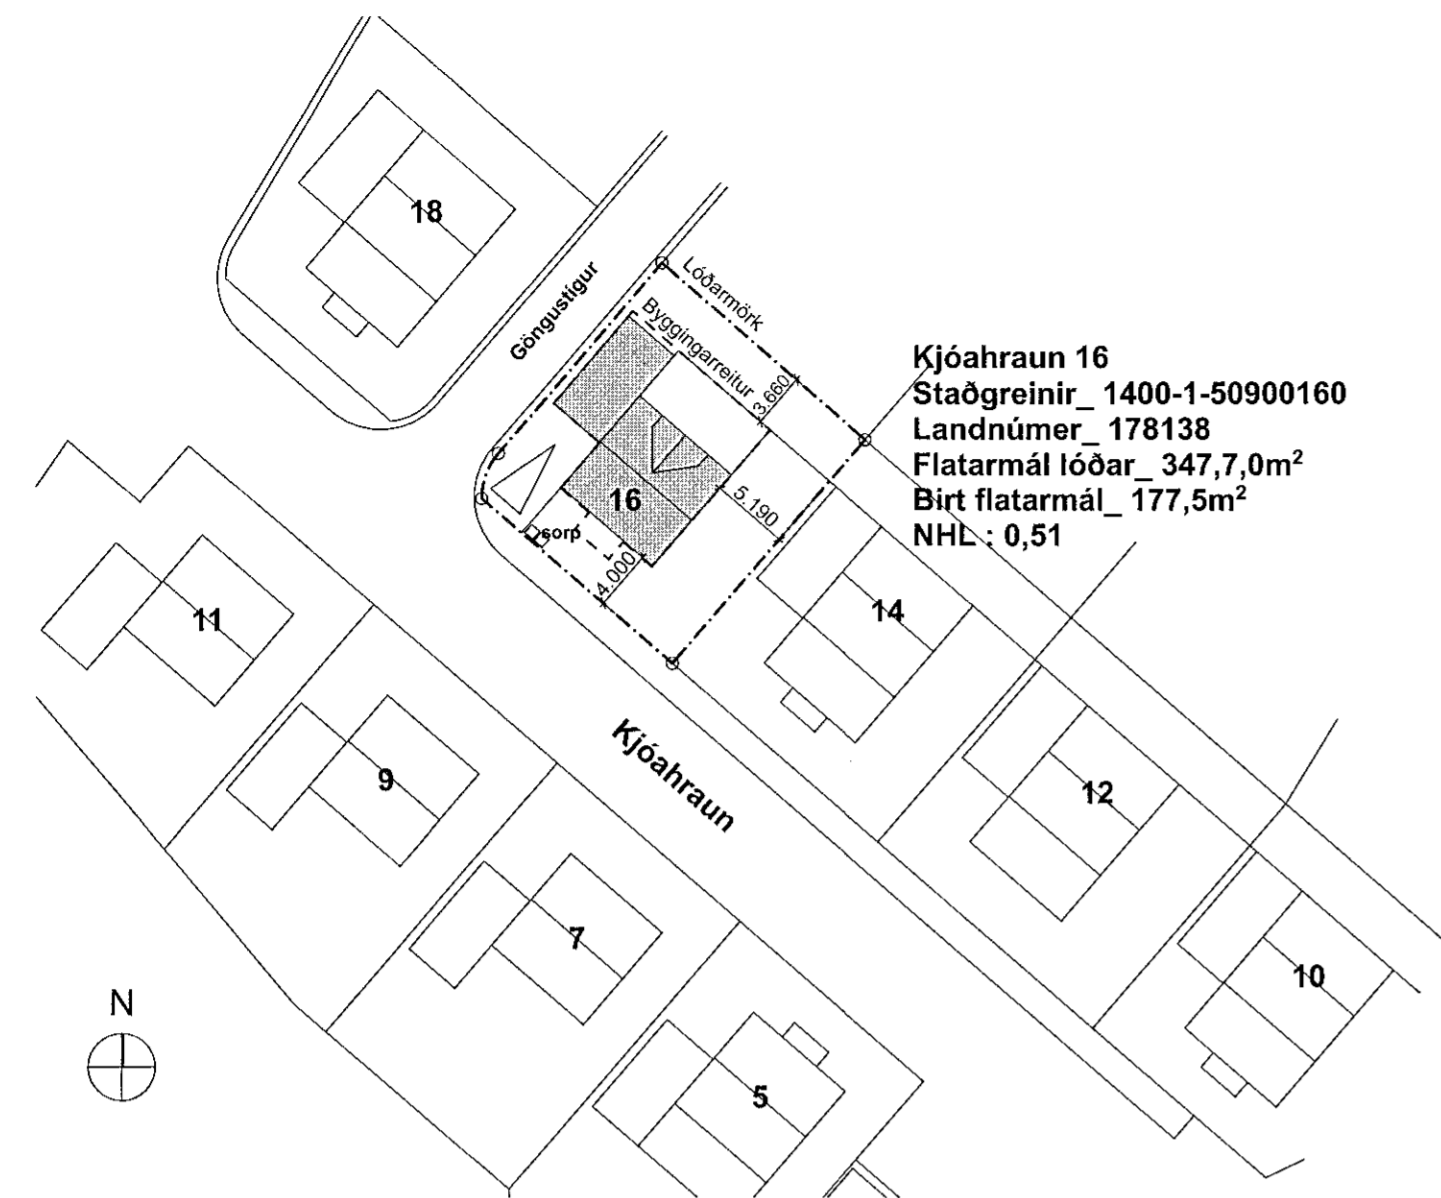 18
Göngustígur
Lóðarmörk
Byggingarreitur
3.660
Kjóahraun 16
Staðgreinir_ 1400-1-50900160
Landnúmer_ 178138
Flatarmál lóðar_ 347,7,0m²
Birt flatarmál_ 177,5m²
NHL : 0,51
16
5.190
sorp
4.000
14
11
9
Kjóahraun
12
7
10
N
5